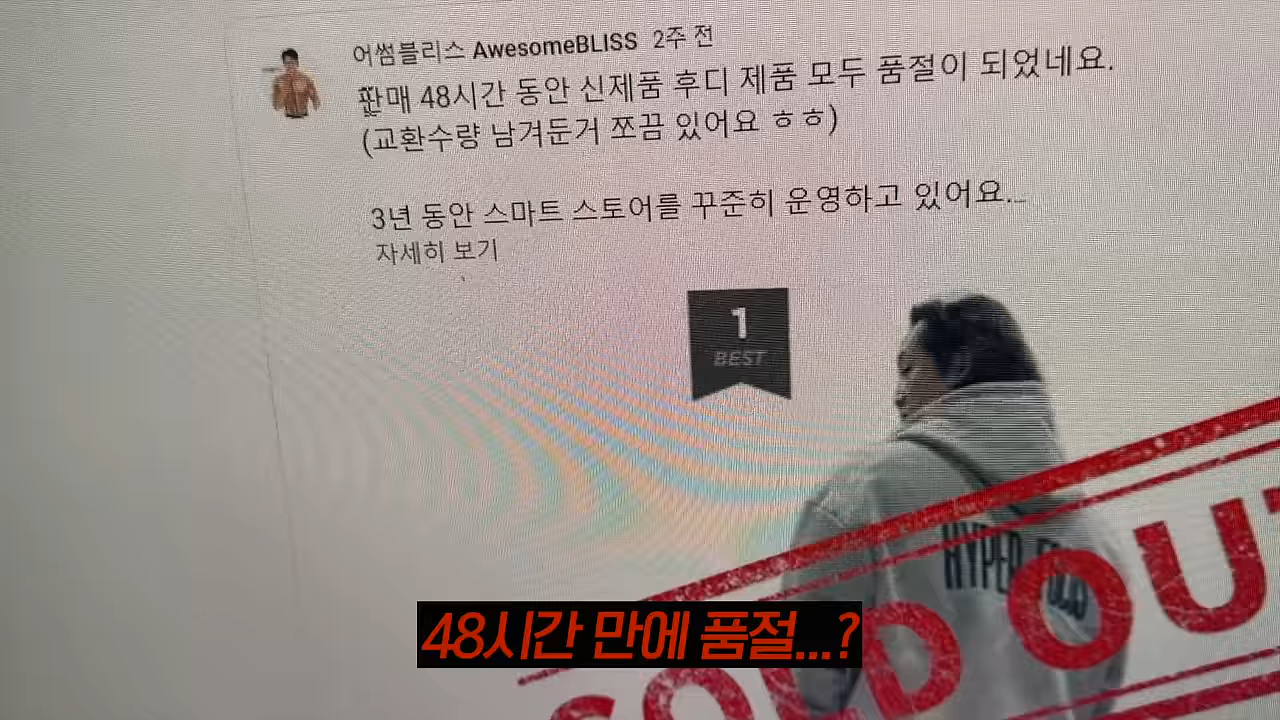 어썸블리스 AwesomeBLISS 2주 전
판매 48시간 동안 신제품 후디 제품 모두 품절이 되었네요.
(교환수량 남겨둔거 쪼끔 있어요 ㅎㅎ)
3년 동안 스마트 스토어를 꾸준히 운영하고 있어요...
자세히 보기
1
BEST
HYPER
SOLD OUT
48시간 만에 품절...?